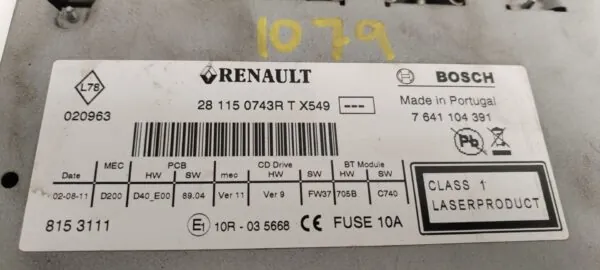 1079
RENAULT
BOSCH
L7B
020963
28 115 0743R T X549 ---
Made in Portugal
7 641 104 391
Pb
MEC PCB CD Drive BT Module
Date HW SW mec HW SW HW SW
02-08-11 D200 D40_E00 89.04 Ver 11 Ver 9 FW37 705B C740
CLASS 1
LASERPRODUCT
815 3111
E1 10R - 03 5668 CE FUSE 10A